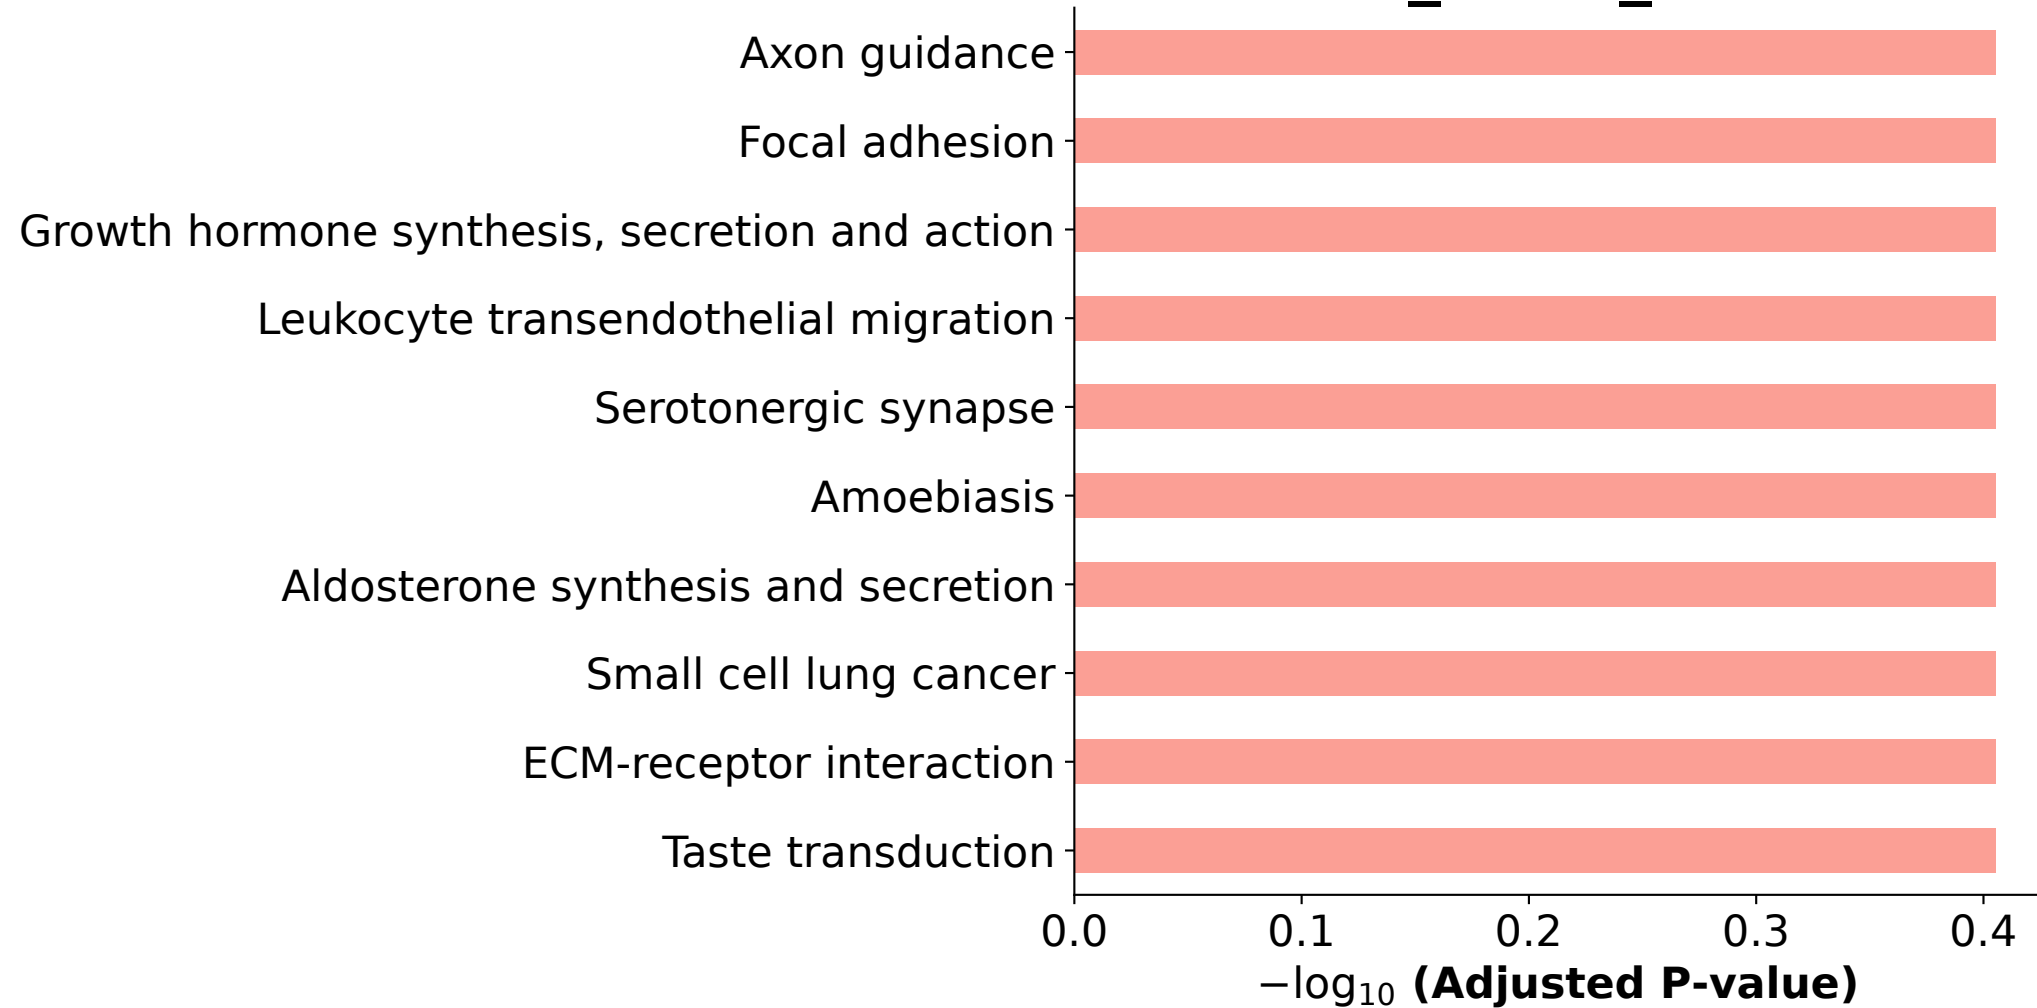 Axon guidance
Focal adhesion
Growth hormone synthesis, secretion and action
Leukocyte transendothelial migration
Serotonergic synapse
Amoebiasis
Aldosterone synthesis and secretion
Small cell lung cancer
ECM-receptor interaction
Taste transduction
0.0 0.1 0.2 0.3 0.4
−log₁₀ (Adjusted P-value)